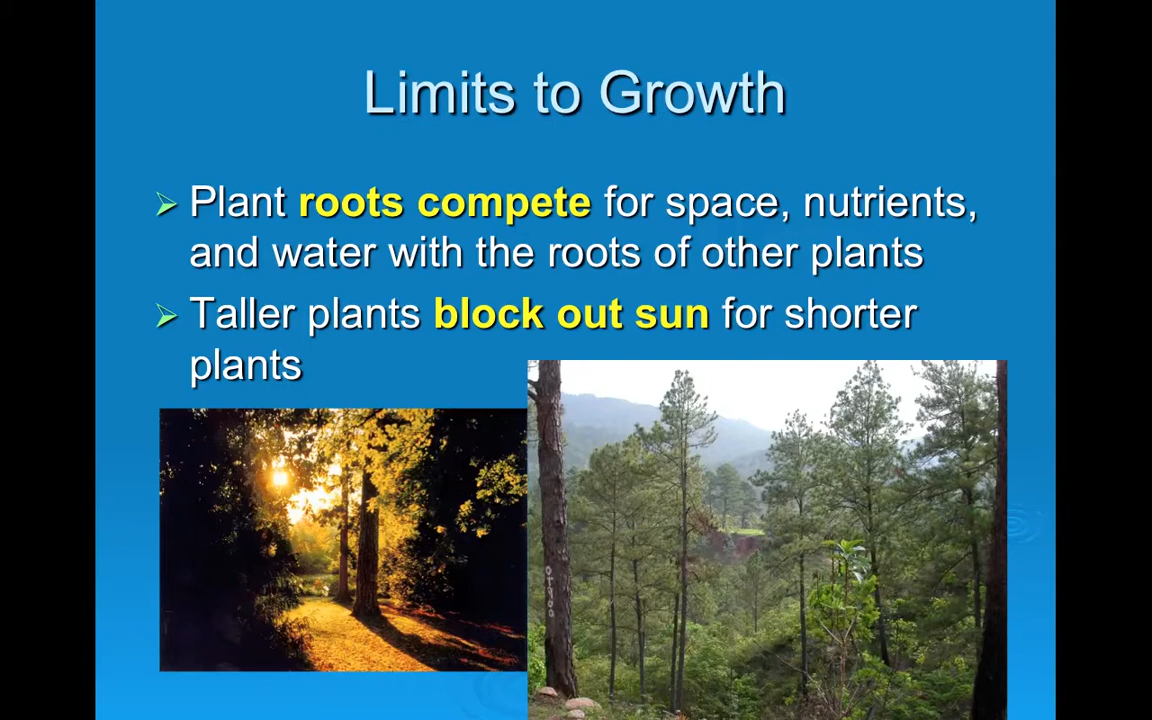 Limits to Growth
Plant roots compete for space, nutrients,
and water with the roots of other plants
Taller plants block out sun for shorter
plants